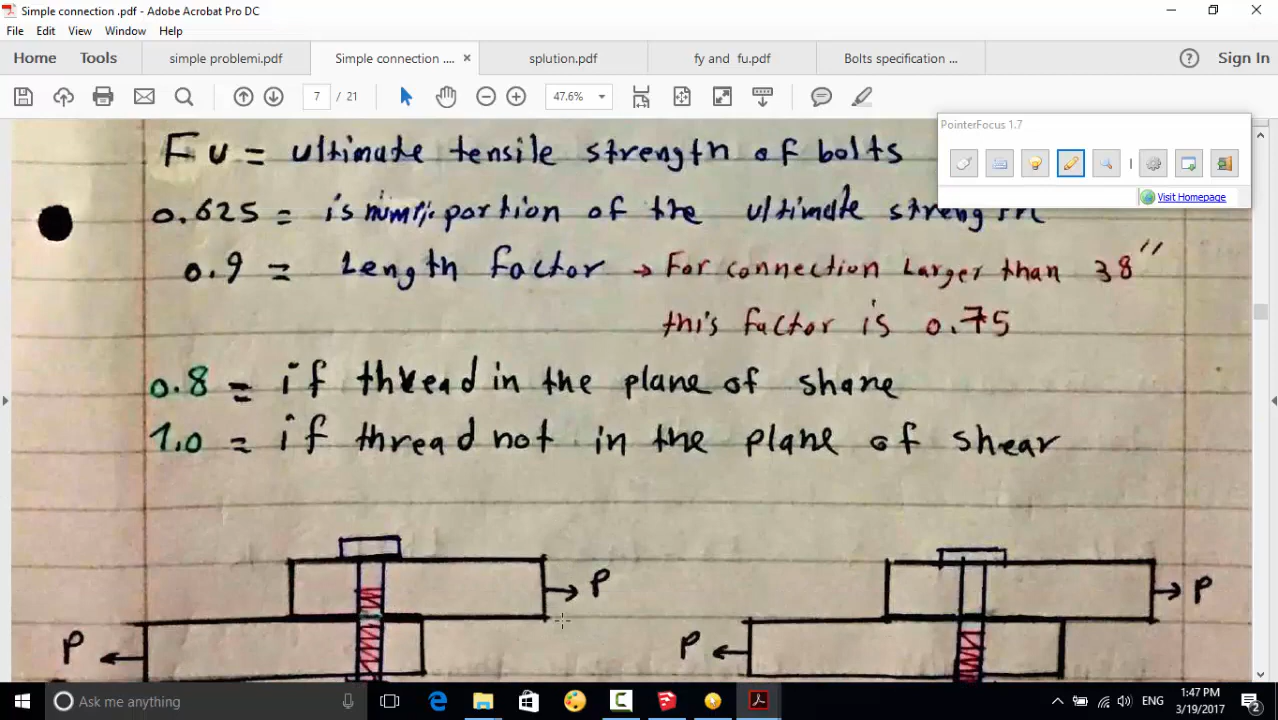 Simple connection .pdf - Adobe Acrobat Pro DC
File Edit View Window Help
Home Tools simple problemi.pdf Simple connection .... × splution.pdf fy and fu.pdf Bolts specification ... Sign In
7 / 21 47.6%
PointerFocus 1.7
Visit Homepage
Fu = ultimate tensile strength of bolts
0.625 = is portion of the ultimate strength
0.9 = Length factor → For connection Larger than 38"
this factor is 0.75
0.8 = if thread in the plane of shane
1.0 = if thread not in the plane of shear
P P
P P
Ask me anything ENG 1:47 PM
3/19/2017 2